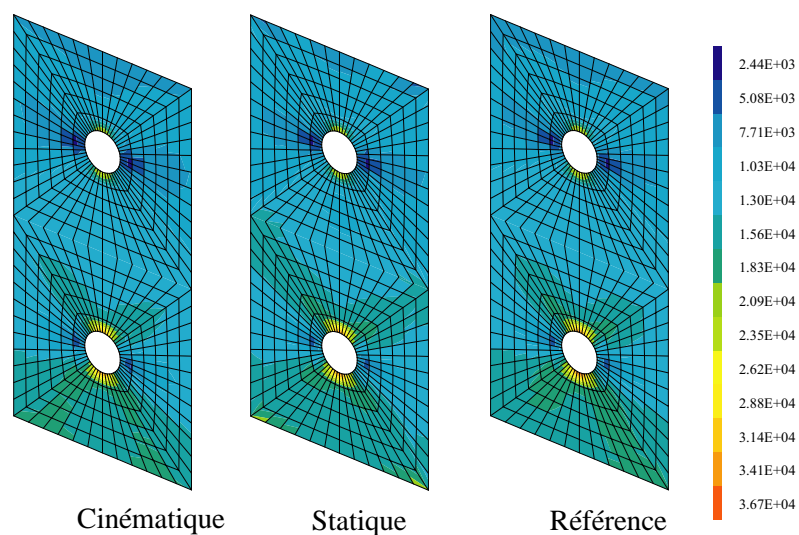 2.44E+03
5.08E+03
7.71E+03
1.03E+04
1.30E+04
1.56E+04
1.83E+04
2.09E+04
2.35E+04
2.62E+04
2.88E+04
3.14E+04
3.41E+04
3.67E+04
Cinématique Statique Référence